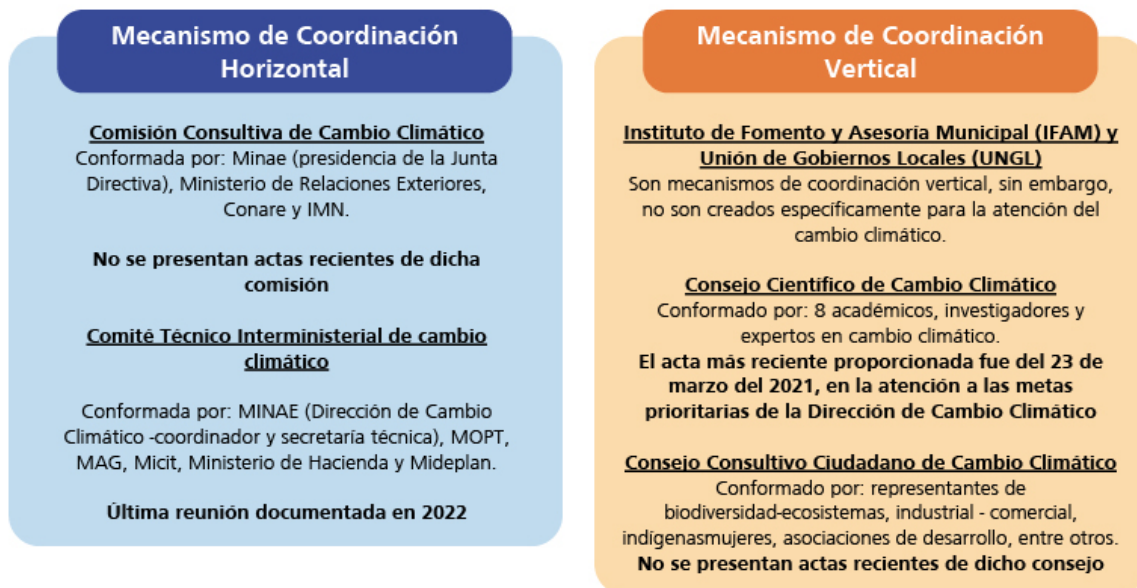 Mecanismo de Coordinación
Horizontal
Comisión Consultiva de Cambio Climático
Conformada por: Minae (presidencia de la Junta
Directiva), Ministerio de Relaciones Exteriores,
Conare y IMN.
No se presentan actas recientes de dicha
comisión
Comité Técnico Interministerial de cambio
climático
Conformada por: MINAE (Dirección de Cambio
Climático -coordinador y secretaría técnica), MOPT,
MAG, Micit, Ministerio de Hacienda y Mideplan.
Última reunión documentada en 2022
Mecanismo de Coordinación
Vertical
Instituto de Fomento y Asesoría Municipal (IFAM) y
Unión de Gobiernos Locales (UNGL)
Son mecanismos de coordinación vertical, sin embargo,
no son creados específicamente para la atención del
cambio climático.
Consejo Científico de Cambio Climático
Conformado por: 8 académicos, investigadores y
expertos en cambio climático.
El acta más reciente proporcionada fue del 23 de
marzo del 2021, en la atención a las metas
prioritarias de la Dirección de Cambio Climático
Consejo Consultivo Ciudadano de Cambio Climático
Conformado por: representantes de
biodiversidad-ecosistemas, industrial - comercial,
indígenasmujeres, asociaciones de desarrollo, entre otros.
No se presentan actas recientes de dicho consejo